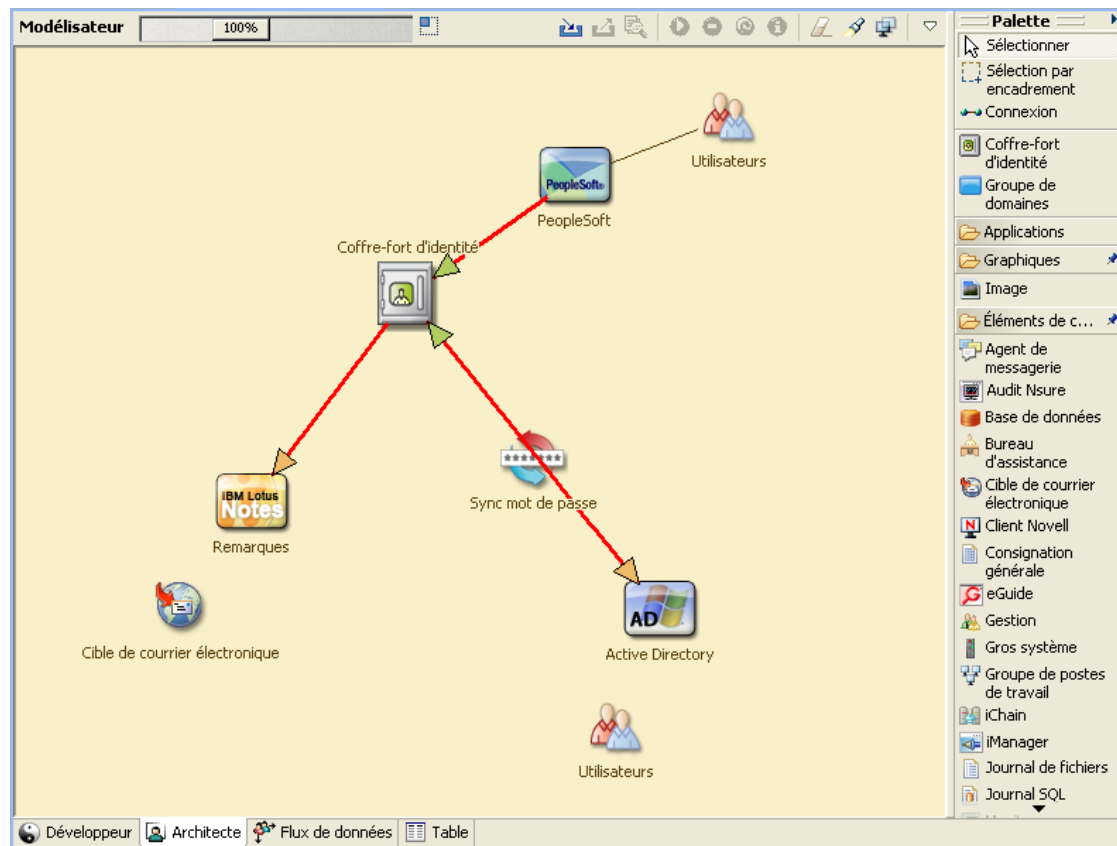 Modélisateur
100%
Utilisateurs
PeopleSoft®
PeopleSoft
Coffre-fort d'identité
IBM Lotus
Notes
Remarques
*******
Sync mot de passe
Cible de courrier électronique
AD
Active Directory
Utilisateurs
Développeur
Architecte
Flux de données
Table
Palette
Sélectionner
Sélection par
encadrement
Connexion
Coffre-fort
d'identité
Groupe de
domaines
Applications
Graphiques
Image
Éléments de c...
Agent de
messagerie
Audit Nsure
Base de données
Bureau
d'assistance
Cible de courrier
électronique
Client Novell
Consignation
générale
eGuide
Gestion
Gros système
Groupe de postes
de travail
iChain
iManager
Journal de fichiers
Journal SQL